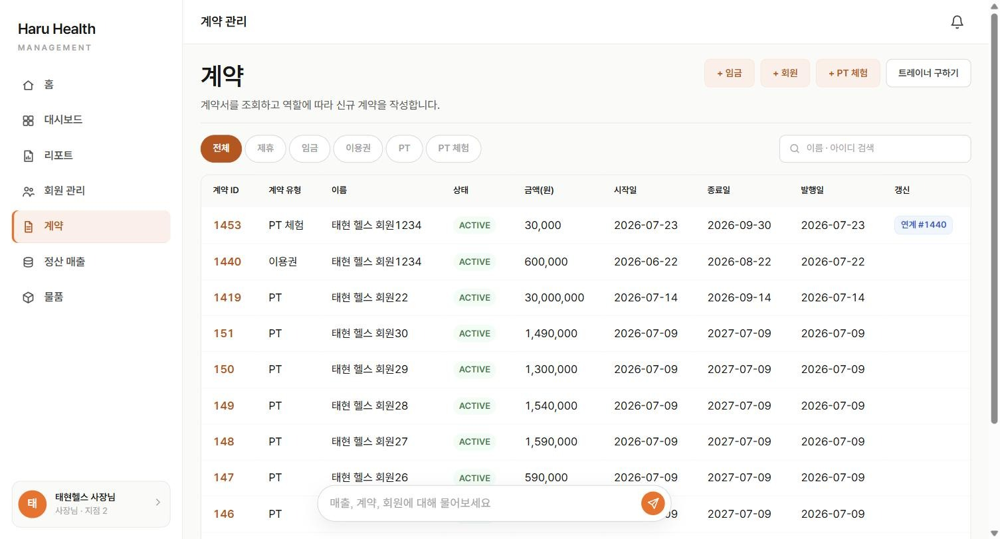 Haru Health
MANAGEMENT
홈
대시보드
리포트
회원 관리
계약
정산 매출
물품
태
태현헬스 사장님
사장님 · 지점 2
계약 관리
계약
계약서를 조회하고 역할에 따라 신규 계약을 작성합니다.
+ 임금 + 회원 + PT 체험 트레이너 구하기
전체 제휴 임금 이용권 PT PT 체험 이름 · 아이디 검색
계약 ID 계약 유형 이름 상태 금액(원) 시작일 종료일 발행일 갱신
1453 PT 체험 태현 헬스 회원1234 ACTIVE 30,000 2026-07-23 2026-09-30 2026-07-23 연계 #1440
1440 이용권 태현 헬스 회원1234 ACTIVE 600,000 2026-06-22 2026-08-22 2026-07-22
1419 PT 태현 헬스 회원22 ACTIVE 30,000,000 2026-07-14 2026-09-14 2026-07-14
151 PT 태현 헬스 회원30 ACTIVE 1,490,000 2026-07-09 2027-07-09 2026-07-09
150 PT 태현 헬스 회원29 ACTIVE 1,300,000 2026-07-09 2027-07-09 2026-07-09
149 PT 태현 헬스 회원28 ACTIVE 1,540,000 2026-07-09 2027-07-09 2026-07-09
148 PT 태현 헬스 회원27 ACTIVE 1,590,000 2026-07-09 2027-07-09 2026-07-09
147 PT 태현 헬스 회원26 ACTIVE 590,000 2026-07-09 2027-07-09 2026-07-09
146 PT 2027-07-09 2026-07-09
매출, 계약, 회원에 대해 물어보세요